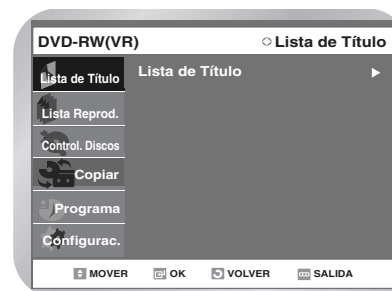 DVD-RW(VR) Lista de Título
Lista de Título Lista de Título
Lista Reprod.
Control. Discos
Copiar
Programa
Configurac.
MOVER OK VOLVER SALIDA